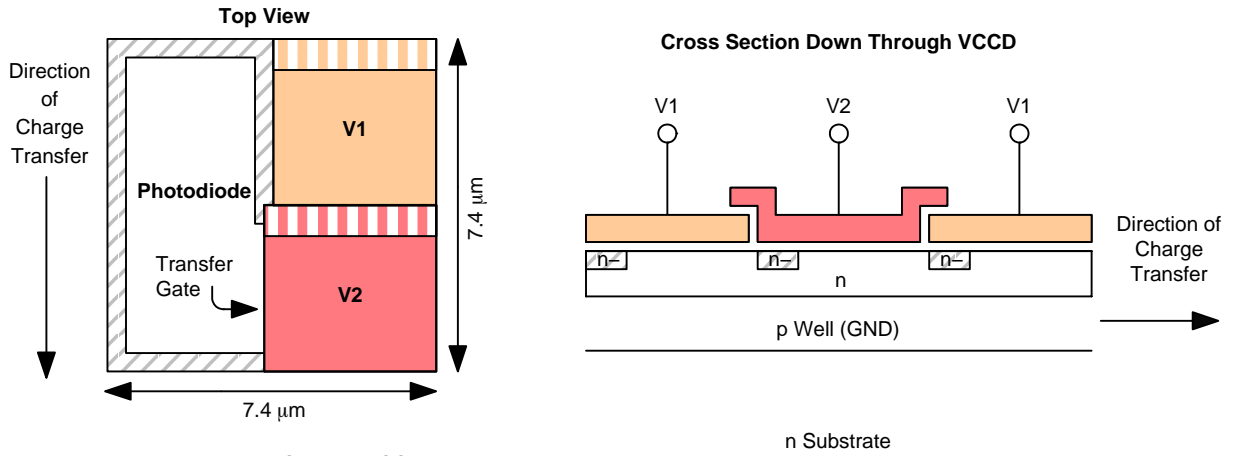 Top View
Direction
of
Charge
Transfer
V1
Photodiode
Transfer
Gate
V2
7.4 μm
7.4 μm
Cross Section Down Through VCCD
V1
V2
V1
n–
n–
n–
n
Direction of
Charge
Transfer
p Well (GND)
n Substrate